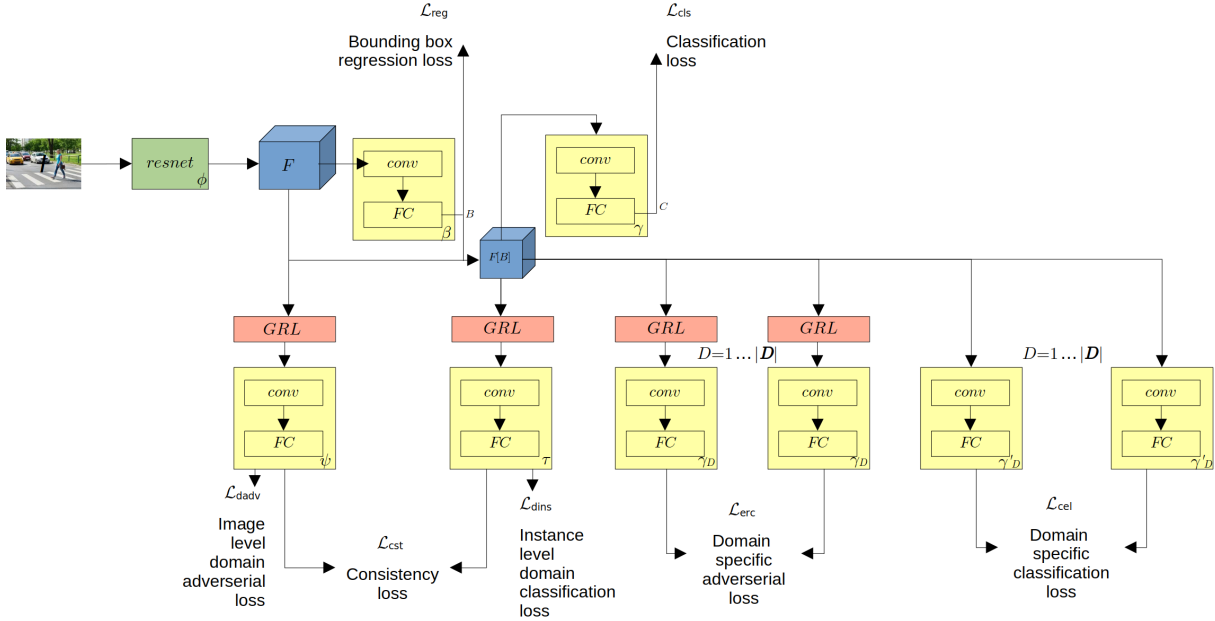 ℒreg
Bounding box
regression loss
ℒcls
Classification
loss
resnet
ϕ
F
conv
FC
β
B
conv
FC
γ
C
F[B]
GRL
GRL
GRL
GRL
D=1…|D|
D=1…|D|
conv
FC
ψ
conv
FC
τ
conv
FC
γD
conv
FC
γD
conv
FC
γ'D
conv
FC
γ'D
ℒdadv
Image
level
domain
adverserial
loss
ℒcst
Consistency
loss
ℒdins
Instance
level
domain
classification
loss
ℒerc
Domain
specific
adverserial
loss
ℒcel
Domain
specific
classification
loss